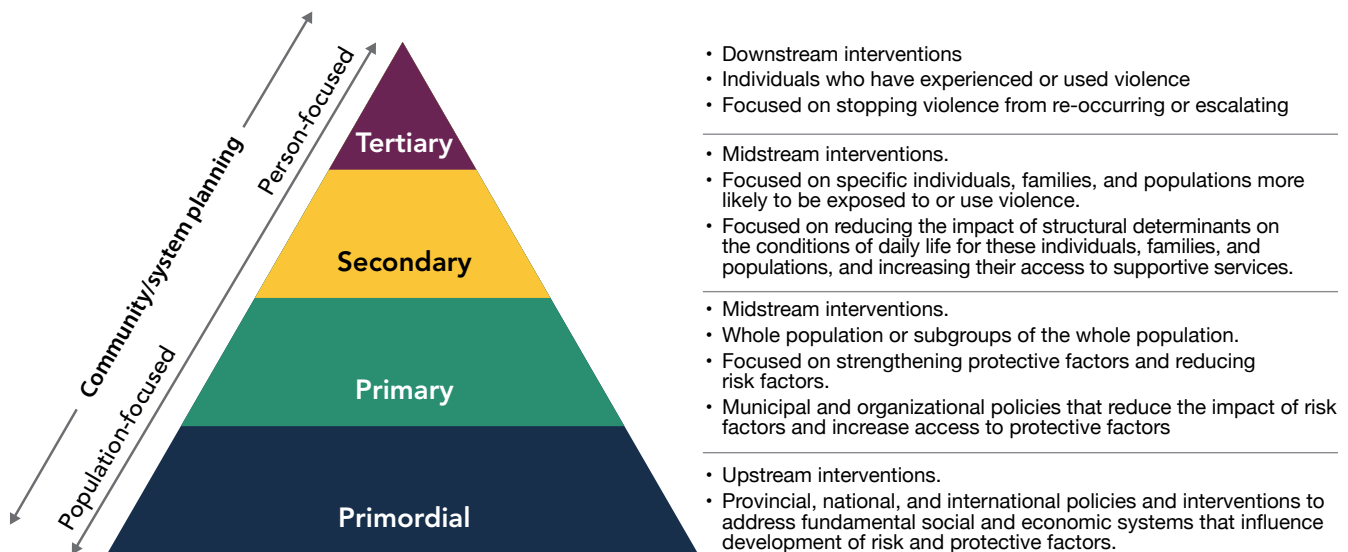 Community/system planning
Person-focused
Population-focused
Tertiary
• Downstream interventions
• Individuals who have experienced or used violence
• Focused on stopping violence from re-occurring or escalating
Secondary
• Midstream interventions.
• Focused on specific individuals, families, and populations more
likely to be exposed to or use violence.
• Focused on reducing the impact of structural determinants on
the conditions of daily life for these individuals, families, and
populations, and increasing their access to supportive services.
Primary
• Midstream interventions.
• Whole population or subgroups of the whole population.
• Focused on strengthening protective factors and reducing
risk factors.
• Municipal and organizational policies that reduce the impact of risk
factors and increase access to protective factors
Primordial
• Upstream interventions.
• Provincial, national, and international policies and interventions to
address fundamental social and economic systems that influence
development of risk and protective factors.